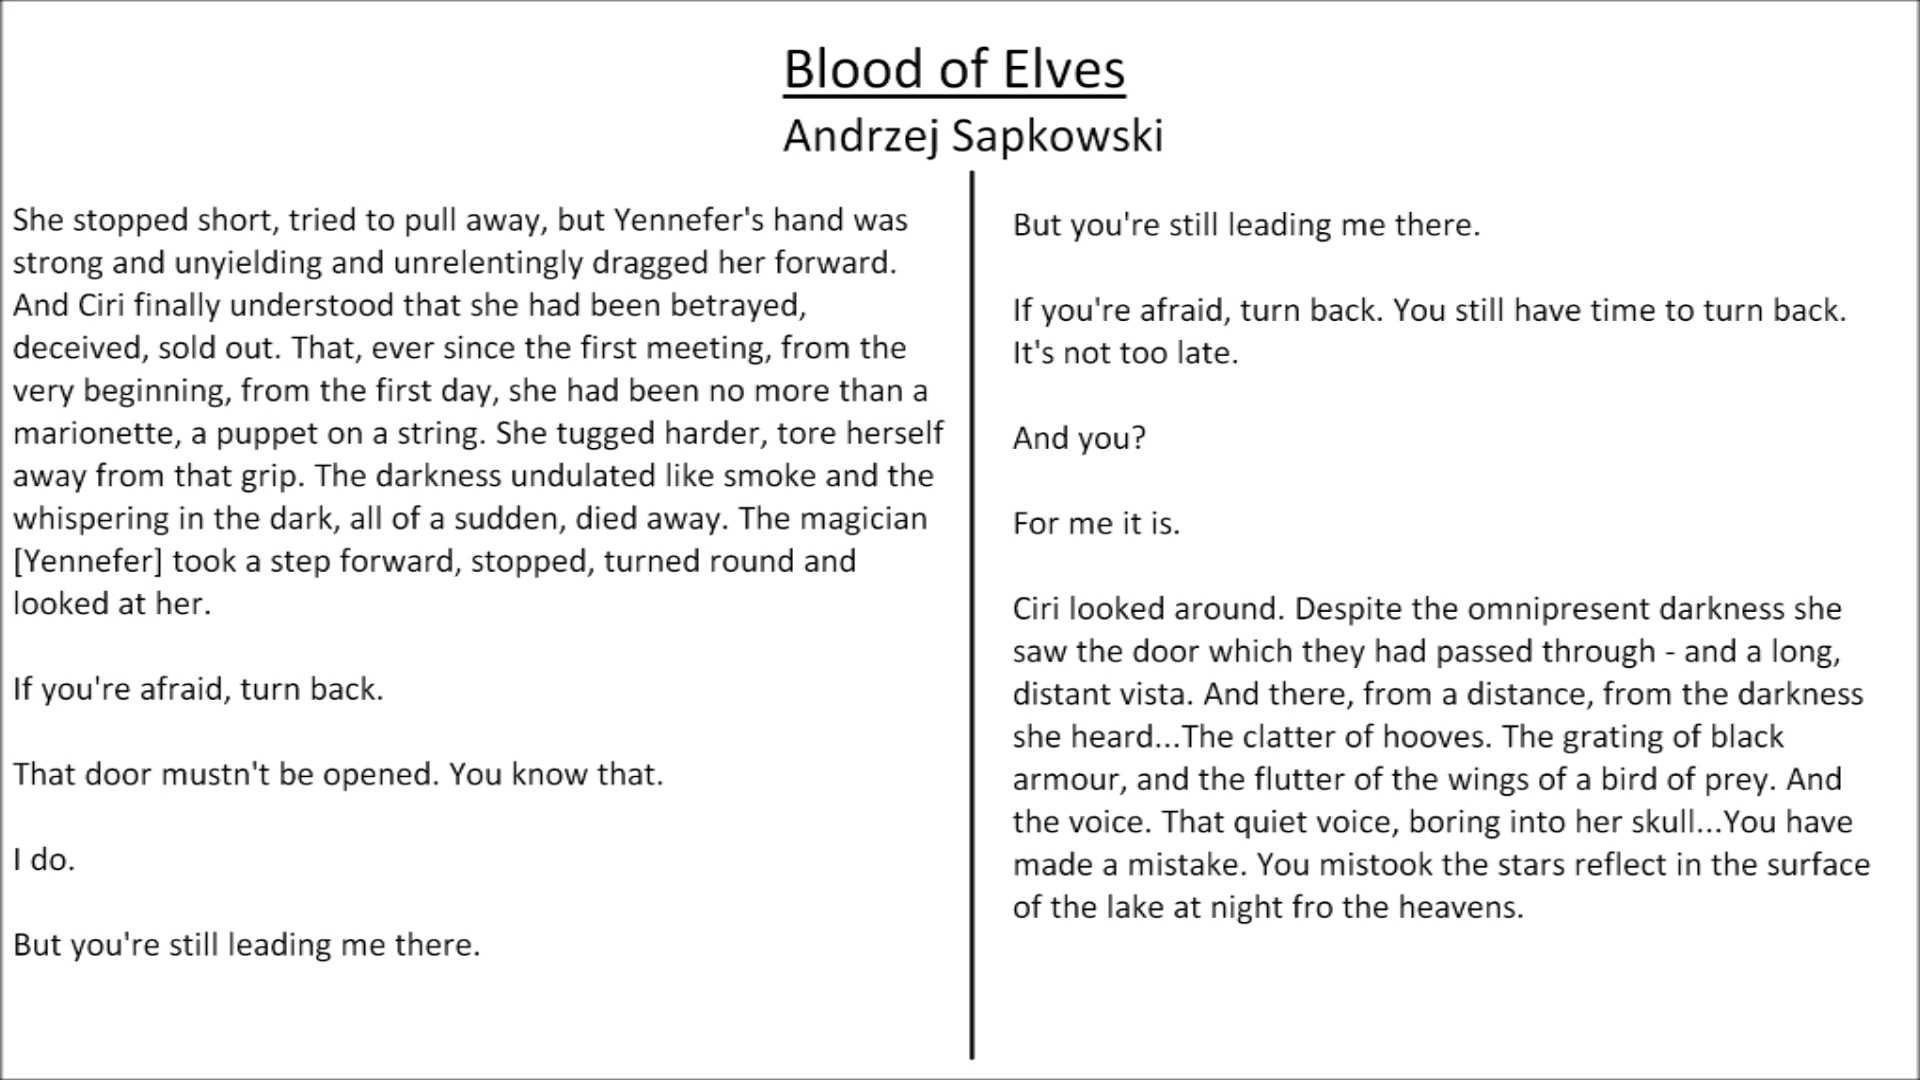 Blood of Elves
Andrzej Sapkowski
She stopped short, tried to pull away, but Yennefer's hand was
strong and unyielding and unrelentingly dragged her forward.
And Ciri finally understood that she had been betrayed,
deceived, sold out. That, ever since the first meeting, from the
very beginning, from the first day, she had been no more than a
marionette, a puppet on a string. She tugged harder, tore herself
away from that grip. The darkness undulated like smoke and the
whispering in the dark, all of a sudden, died away. The magician
[Yennefer] took a step forward, stopped, turned round and
looked at her.
If you're afraid, turn back.
That door mustn't be opened. You know that.
I do.
But you're still leading me there.
But you're still leading me there.
If you're afraid, turn back. You still have time to turn back.
It's not too late.
And you?
For me it is.
Ciri looked around. Despite the omnipresent darkness she
saw the door which they had passed through - and a long,
distant vista. And there, from a distance, from the darkness
she heard...The clatter of hooves. The grating of black
armour, and the flutter of the wings of a bird of prey. And
the voice. That quiet voice, boring into her skull...You have
made a mistake. You mistook the stars reflect in the surface
of the lake at night fro the heavens.